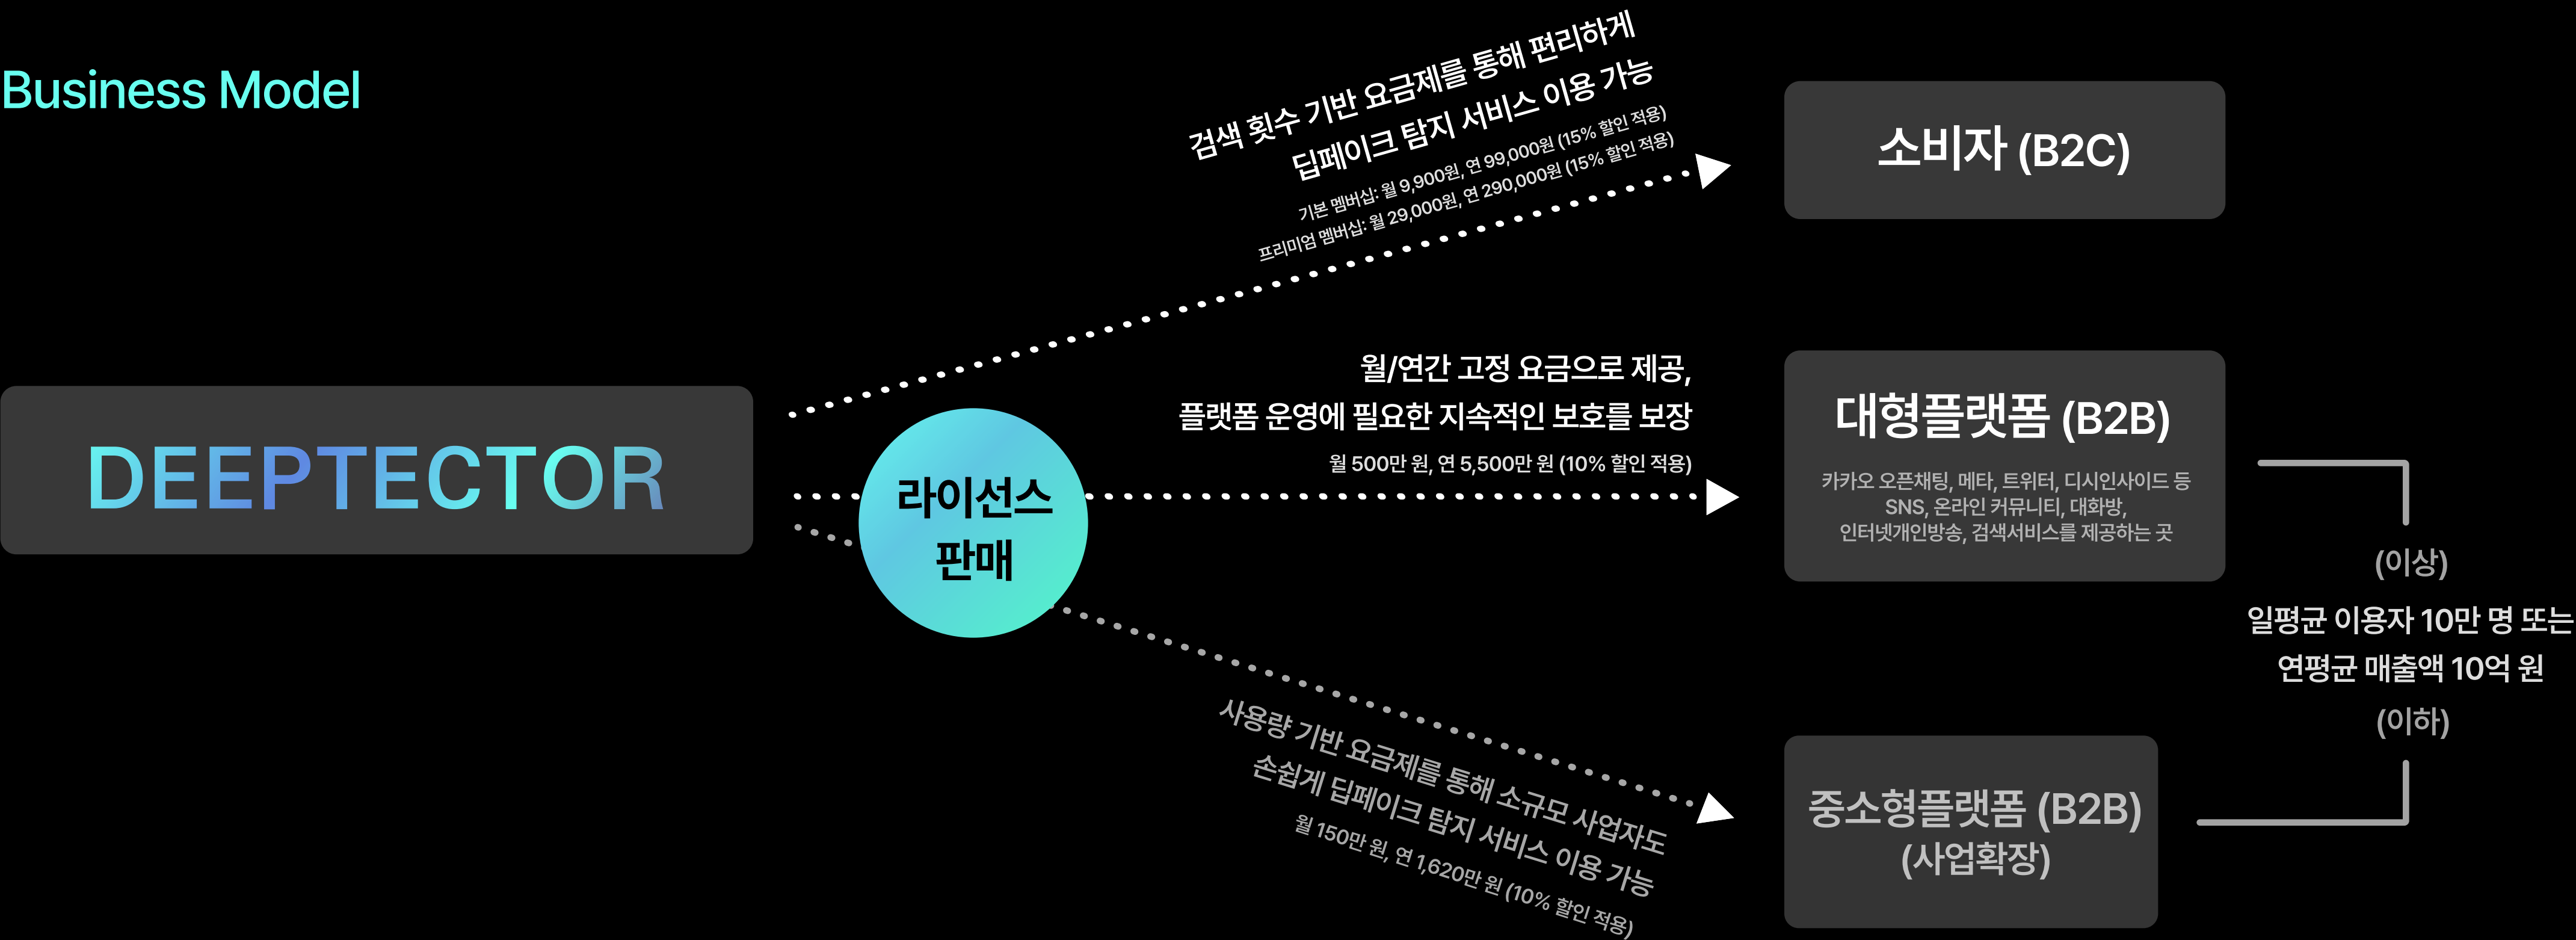 Business Model
검색 횟수 기반 요금제를 통해 편리하게
딥페이크 탐지 서비스 이용 가능
기본 멤버십: 월 9,900원, 연 99,000원 (15% 할인 적용)
프리미엄 멤버십: 월 29,000원, 연 290,000원 (15% 할인 적용)
소비자 (B2C)
DEEPTECTOR
라이선스
판매
월/연간 고정 요금으로 제공,
플랫폼 운영에 필요한 지속적인 보호를 보장
월 500만 원, 연 5,500만 원 (10% 할인 적용)
대형플랫폼 (B2B)
카카오 오픈채팅, 메타, 트위터, 디시인사이드 등
SNS, 온라인 커뮤니티, 대화방,
인터넷개인방송, 검색서비스를 제공하는 곳
(이상)
일평균 이용자 10만 명 또는
연평균 매출액 10억 원
(이하)
사용량 기반 요금제를 통해 소규모 사업자도
손쉽게 딥페이크 탐지 서비스 이용 가능
월 150만 원, 연 1,620만 원 (10% 할인 적용)
중소형플랫폼 (B2B)
(사업확장)